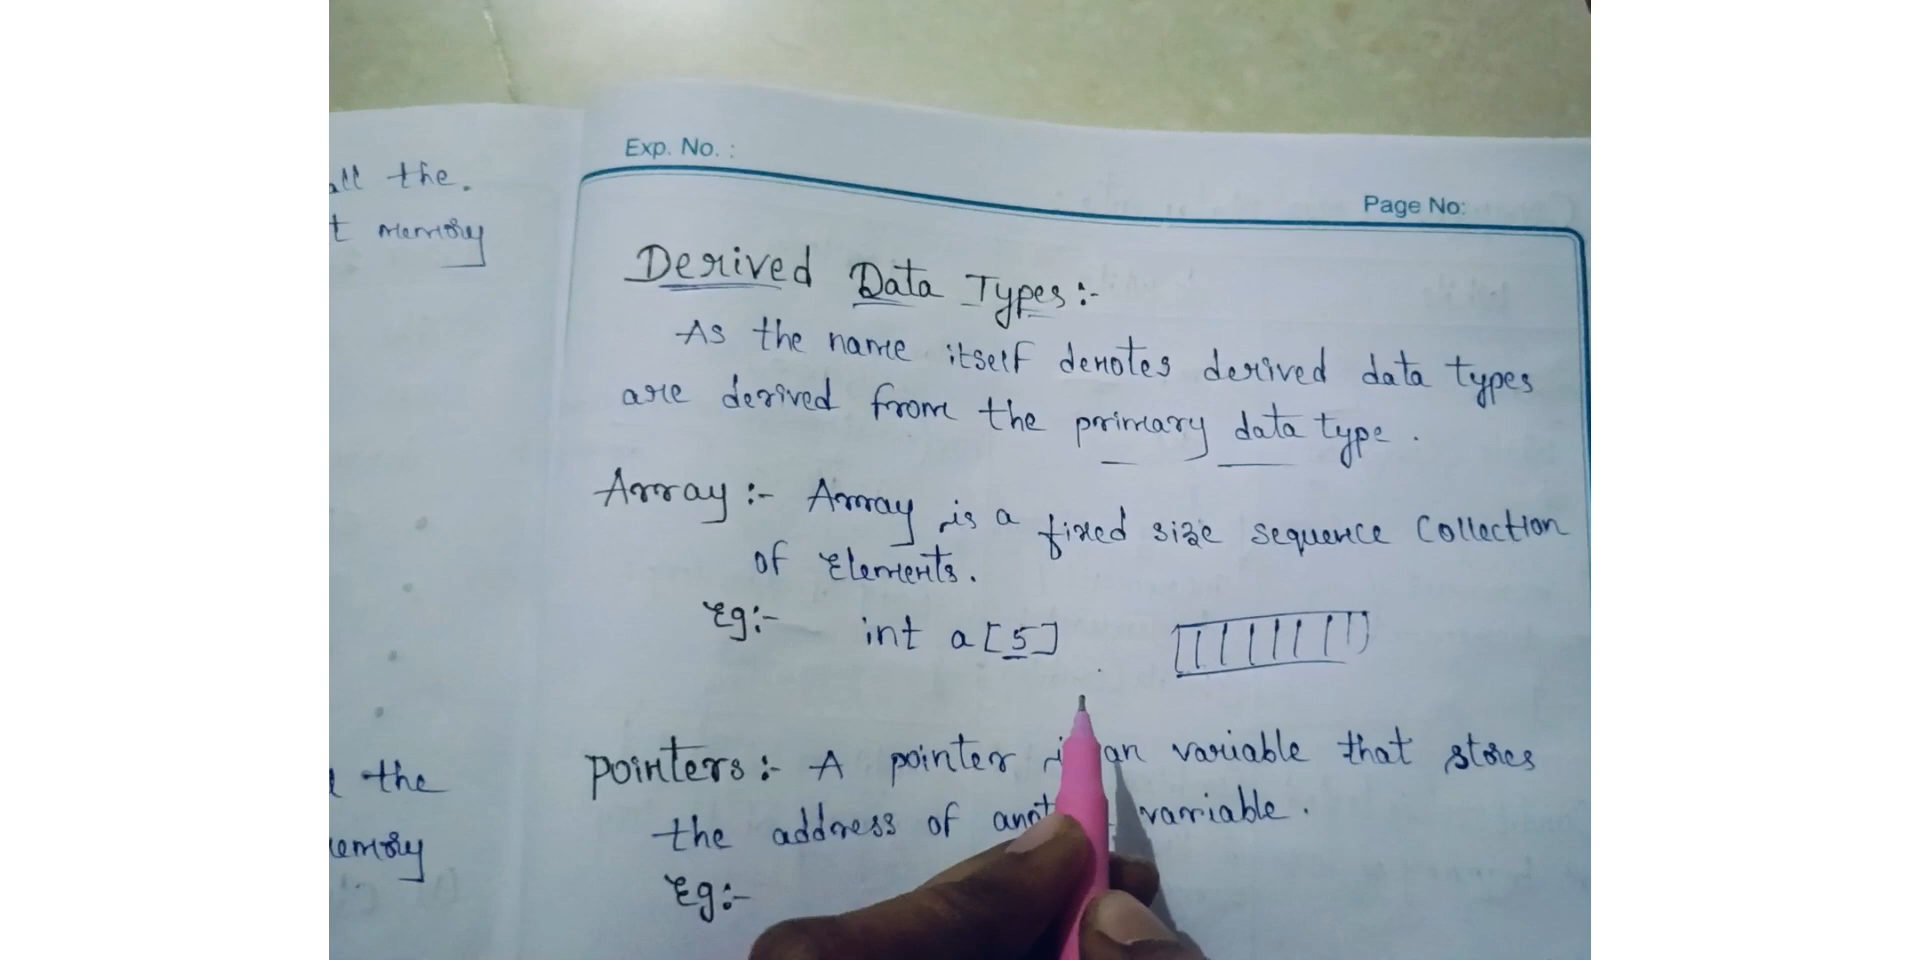 all the.
t memory
the
emory
Exp. No. :
Page No:
Derived Data Types:-
As the name itself denotes derived data types
are derived from the primary data type.
Array:- Array is a fixed size sequence collection
of Elements.
Eg:- int a[5]
pointers:- A pointer an variable that stores
the address of variable.
Eg:-